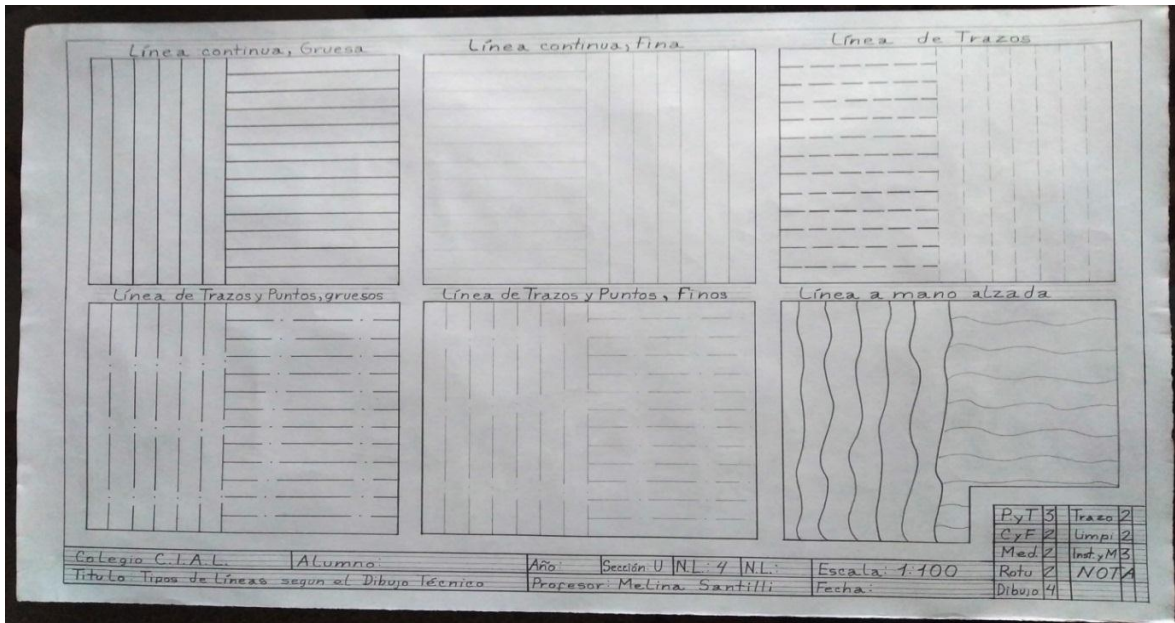 Línea continua, Gruesa
Línea continua, Fina
Línea de Trazos
Línea de Trazos y Puntos, gruesos
Línea de Trazos y Puntos, Finos
Línea a mano alzada
P.yT 3 Trazo 2
CyF 2 Limpi 2
Med. 2 Inst. y M 3
Rotu 2 NOTA
Dibujo 4
Colegio C.I.A.L. Alumno: Año: Sección: U N.L: 4 N.L.: Escala: 1:100
Titulo: Tipos de Líneas segun el Dibujo Técnico Profesor: Melina Santilli Fecha: